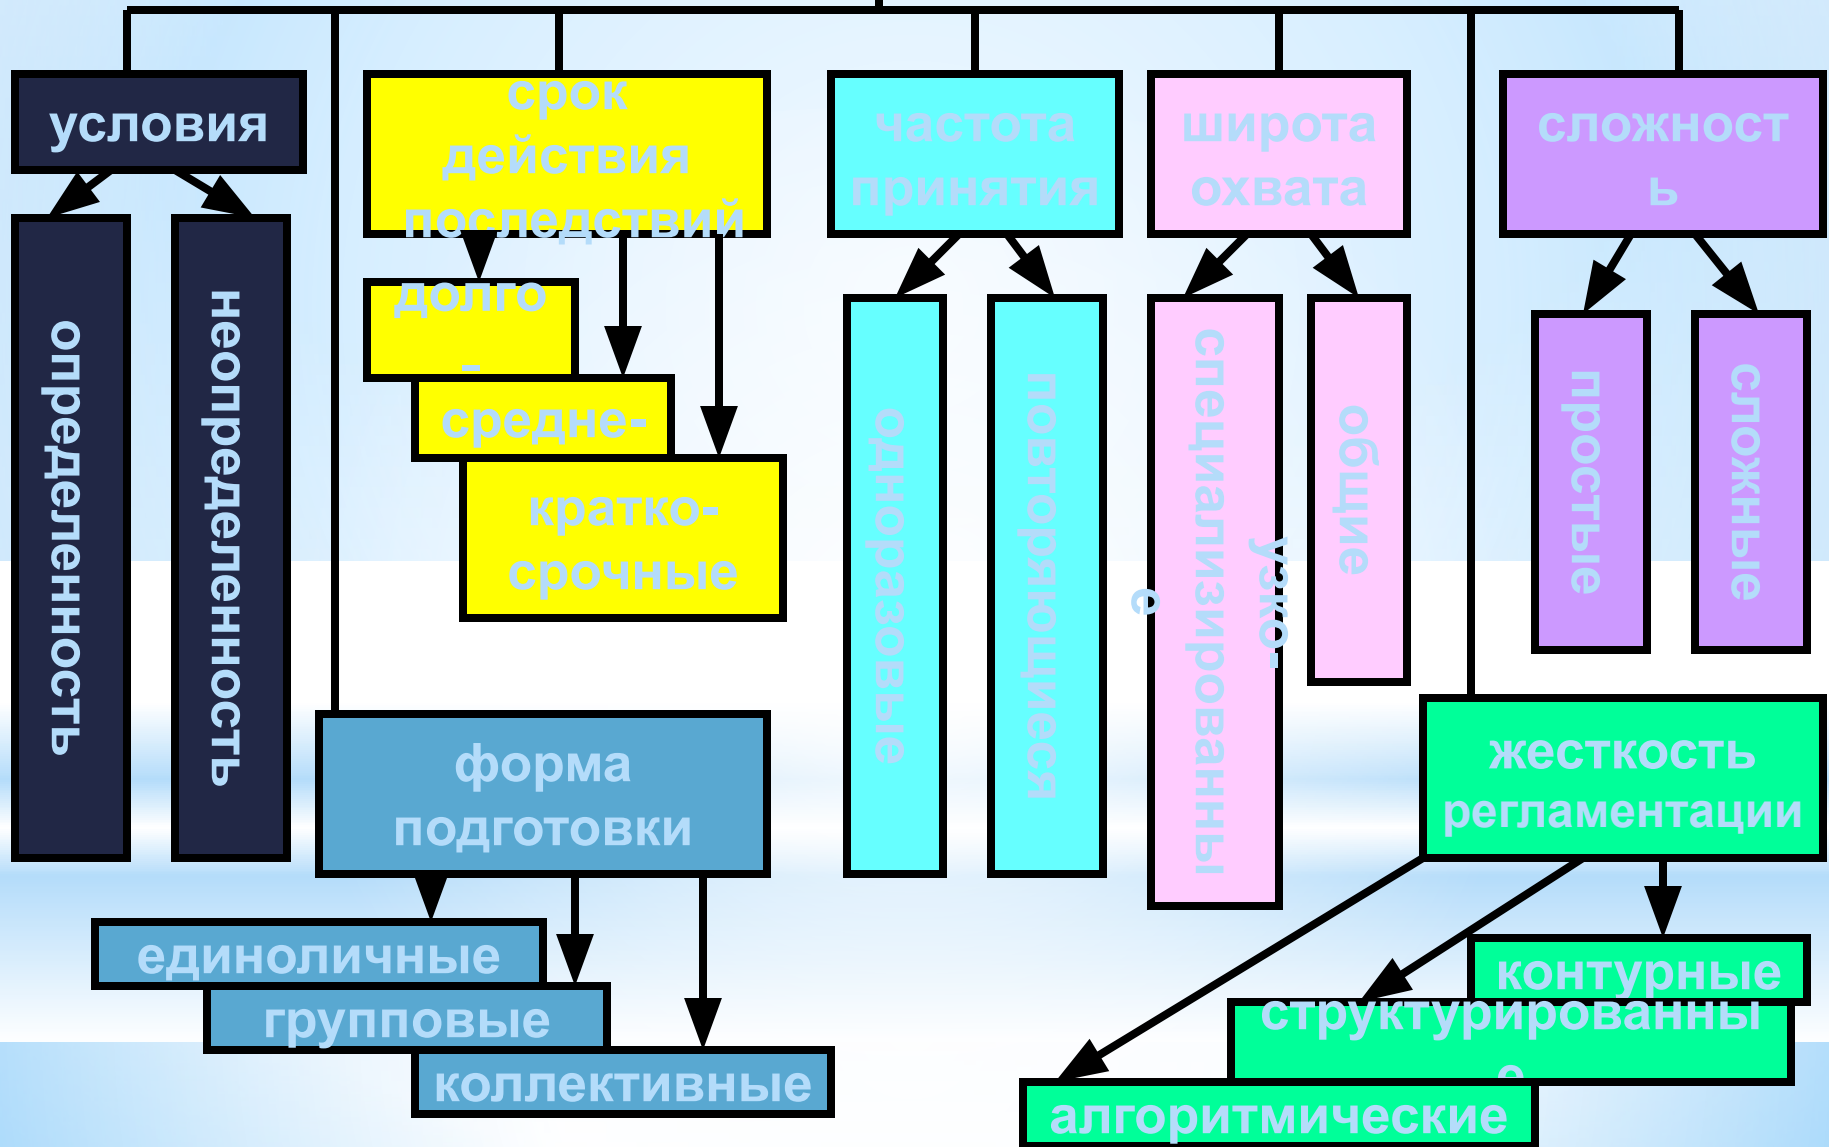 условия
определенность
неопределенность
срок
действия
последствий
долго
-
средне-
кратко-
срочные
частота
принятия
одноразовые
повторяющиеся
широта
охвата
узко-
специализированны
е
общие
сложност
ь
простые
сложные
форма
подготовки
единоличные
групповые
коллективные
жесткость
регламентации
контурные
структурированны
е
алгоритмические